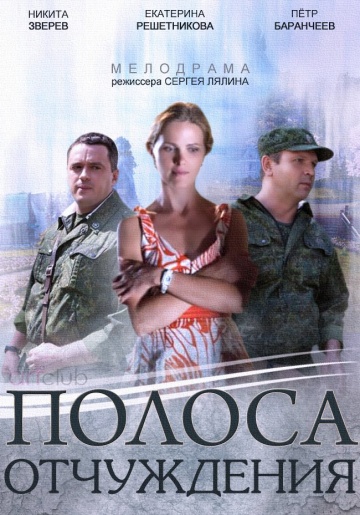 НИКИТА ЕКАТЕРИНА ПЁТР
ЗВЕРЕВ РЕШЕТНИКОВА БАРАНЧЕЕВ
МЕЛОДРАМА
режиссера СЕРГЕЯ ЛЯЛИНА
ПОЛОСА
ОТЧУЖДЕНИЯ